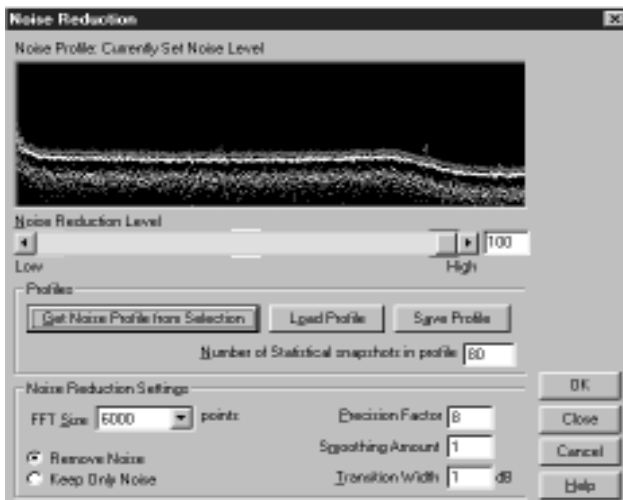 Noise Reduction
Noise Profile: Currently Set Noise Level
Noise Reduction Level
100
Low High
Profiles
Get Noise Profile from Selection Load Profile Save Profile
Number of Statistical snapshots in profile 80
Noise Reduction Settings
FFT Size 6000 points
Precision Factor 8
Smoothing Amount 1
Transition Width 1 dB
Remove Noise
Keep Only Noise
OK
Close
Cancel
Help